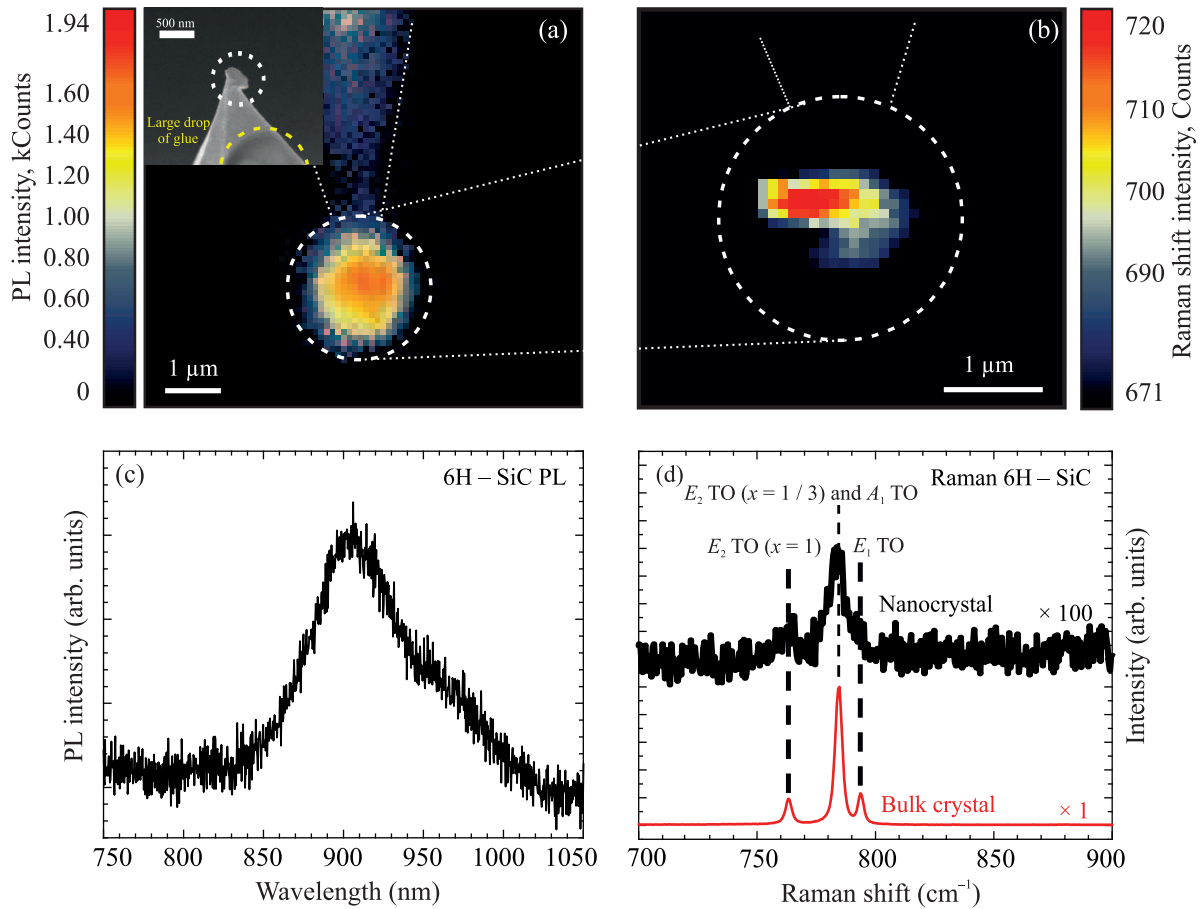 1.94
1.60
1.40
1.20
1.00
0.80
0.60
0.40
0
PL intensity, kCounts
500 nm
Large drop
of glue
(a)
1 µm
(b)
1 µm
720
710
700
690
671
Raman shift intensity, Counts
(c)
6H – SiC PL
PL intensity (arb. units)
750 800 850 900 950 1000 1050
Wavelength (nm)
(d)
Raman 6H – SiC
E₂ TO (x = 1 / 3) and A₁ TO
E₂ TO (x = 1)
E₁ TO
Nanocrystal
× 100
Bulk crystal
× 1
Intensity (arb. units)
700 750 800 850 900
Raman shift (cm⁻¹)